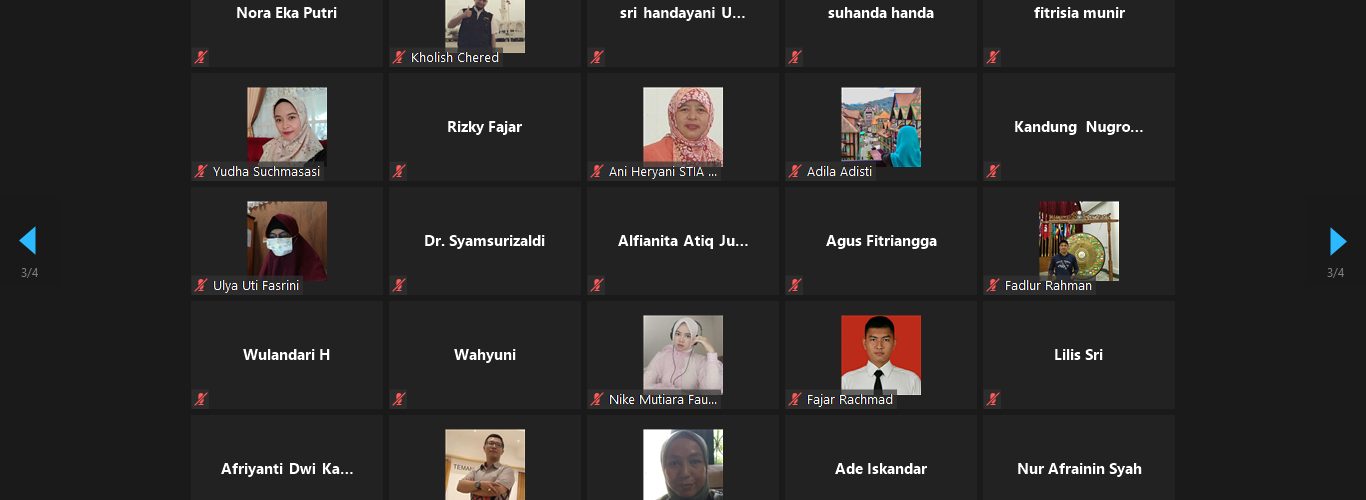 Nora Eka Putri
Kholish Chered
sri handayani U...
suhanda handa
fitrisia munir
Yudha Suchmasasi
Rizky Fajar
Ani Heryani STIA ...
Adila Adisti
Kandung Nugro...
Ulya Uti Fasrini
Dr. Syamsurizaldi
Alfianita Atiq Ju...
Agus Fitriangga
Fadlur Rahman
3/4
3/4
Wulandari H
Wahyuni
Nike Mutiara Fau...
Fajar Rachmad
Lilis Sri
Afriyanti Dwi Ka...
TEMA
Ade Iskandar
Nur Afrainin Syah